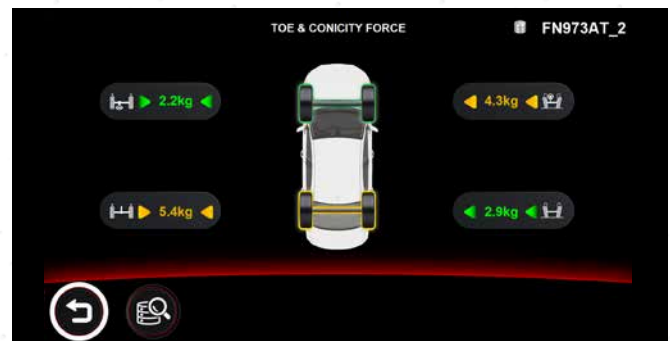 TOE & CONICITY FORCE
FN973AT_2
2.2kg
4.3kg
5.4kg
2.9kg